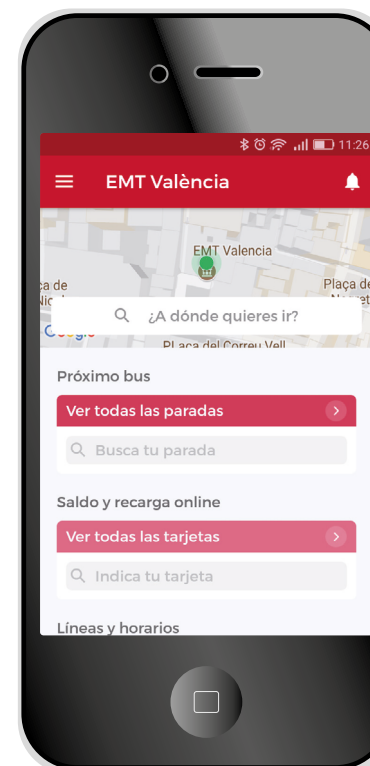 11:26
EMT València
EMT Valencia
Plaça de
¿A dónde quieres ir?
Google
PLaça del Correu Vell
Próximo bus
Ver todas las paradas
Busca tu parada
Saldo y recarga online
Ver todas las tarjetas
Indica tu tarjeta
Líneas y horarios